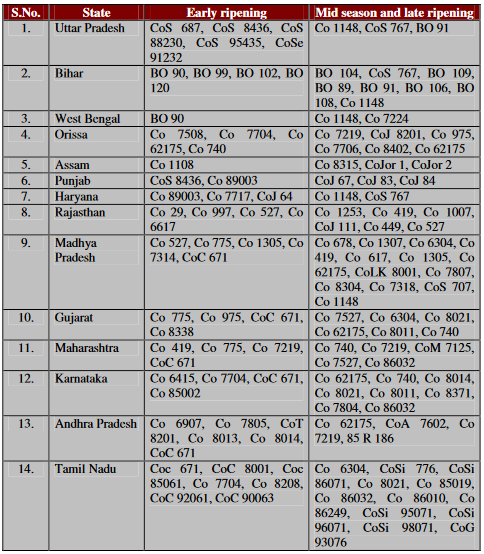 S.No. State Early ripening Mid season and late ripening
1. Uttar Pradesh CoS 687, CoS 8436, CoS Co 1148, CoS 767, BO 91
88230, CoS 95435, CoSe
91232
2. Bihar BO 90, BO 99, BO 102, BO BO 104, CoS 767, BO 109,
120 BO 89, BO 91, BO 106, BO
108, Co 1148
3. West Bengal BO 90 Co 1148, Co 7224
4. Orissa Co 7508, Co 7704, Co Co 7219, CoJ 8201, Co 975,
62175, Co 740 Co 7706, Co 8402, Co 62175
5. Assam Co 1108 Co 8315, CoJor 1, CoJor 2
6. Punjab CoS 8436, Co 89003 CoJ 67, CoJ 83, CoJ 84
7. Haryana Co 89003, Co 7717, CoJ 64 Co 1148, CoS 767
8. Rajasthan Co 29, Co 997, Co 527, Co Co 1253, Co 419, Co 1007,
6617 CoJ 111, Co 449, Co 527
9. Madhya Co 527, Co 775, Co 1305, Co Co 678, Co 1307, Co 6304, Co
Pradesh 7314, CoC 671 419, Co 617, Co 1305, Co
62175, CoLK 8001, Co 7807,
Co 8304, Co 7318, CoS 707,
Co 1148
10. Gujarat Co 775, Co 975, CoC 671, Co 7527, Co 6304, Co 8021,
Co 8338 Co 62175, Co 8011, Co 740
11. Maharashtra Co 419, Co 775, Co 7219, Co 740, Co 7219, CoM 7125,
CoC 671 Co 7527, Co 86032
12. Karnataka Co 6415, Co 7704, CoC 671, Co 62175, Co 740, Co 8014,
Co 85002 Co 8021, Co 8011, Co 8371,
Co 7804, Co 86032
13. Andhra Pradesh Co 6907, Co 7805, CoT Co 62175, CoA 7602, Co
8201, Co 8013, Co 8014, 7219, 85 R 186
CoC 671
14. Tamil Nadu Coc 671, CoC 8001, Coc Co 6304, CoSi 776, CoSi
85061, Co 7704, Co 8208, 86071, Co 8021, Co 85019,
CoC 92061, CoC 90063 Co 86032, Co 86010, Co
86249, CoSi 95071, CoSi
96071, CoSi 98071, CoG
93076